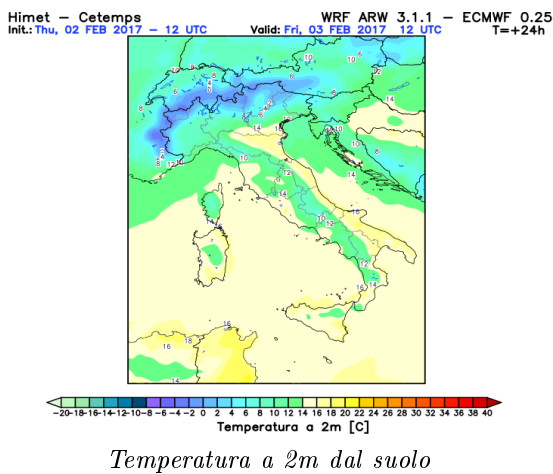 Himet – Cetemps WRF ARW 3.1.1 – ECMWF 0.25
Init.: Thu, 02 FEB 2017 – 12 UTC Valid: Fri, 03 FEB 2017 12 UTC T=+24h
-20 -18 -16 -14 -12 -10 -8 -6 -4 -2 0 2 4 6 8 10 12 14 16 18 20 22 24 26 28 30 32 34 36 38 40
Temperatura a 2m [C]
Temperatura a 2m dal suolo